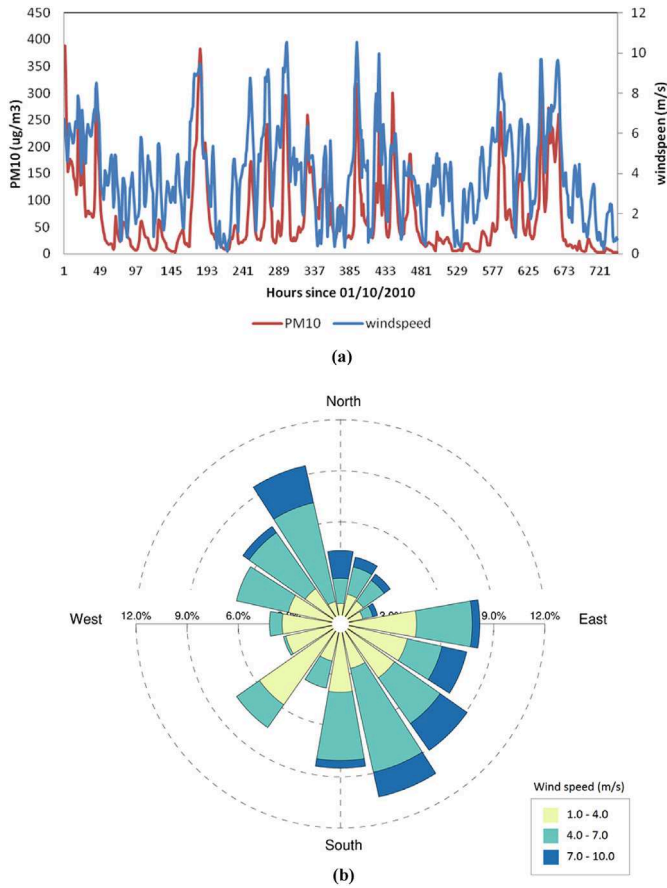 450 12
400 10
350
300 8
250 6
200
150 4
100 2
50
0 0
PM10 (ug/m3)
windspeed (m/s)
1 49 97 145 193 241 289 337 385 433 481 529 577 625 673 721
Hours since 01/10/2010
PM10 windspeed
(a)
North
West East
12.0% 9.0% 6.0% 9.0% 12.0%
South
Wind speed (m/s)
1.0 - 4.0
4.0 - 7.0
7.0 - 10.0
(b)